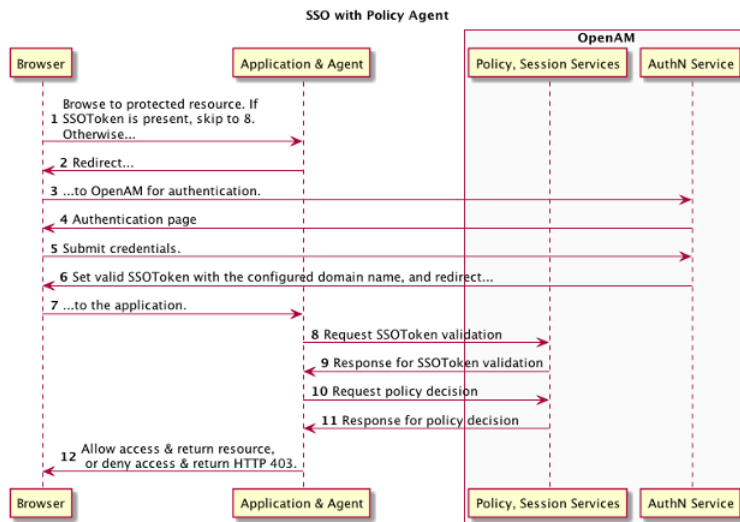 SSO with Policy Agent
OpenAM
Browser
Application & Agent
Policy, Session Services
AuthN Service
Browse to protected resource. If
1 SSOToken is present, skip to 8.
Otherwise...
2 Redirect...
3 ...to OpenAM for authentication.
4 Authentication page
5 Submit credentials.
6 Set valid SSOToken with the configured domain name, and redirect...
7 ...to the application.
8 Request SSOToken validation
9 Response for SSOToken validation
10 Request policy decision
11 Response for policy decision
12 Allow access & return resource,
or deny access & return HTTP 403.
Browser
Application & Agent
Policy, Session Services
AuthN Service